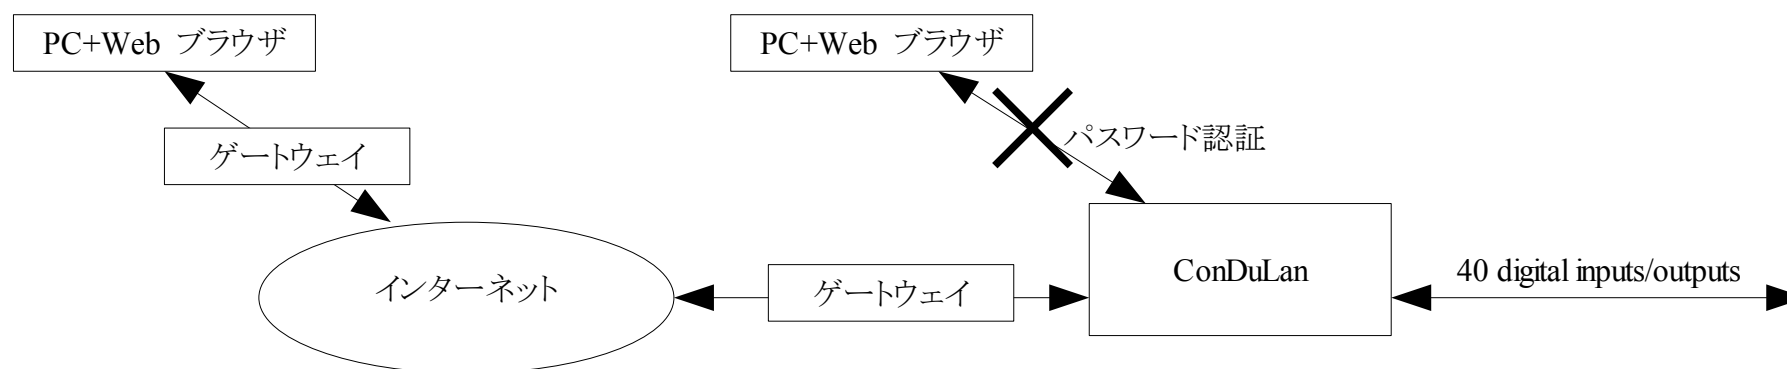 PC+Web ブラウザ
PC+Web ブラウザ
ゲートウェイ
パスワード認証
インターネット
ゲートウェイ
ConDuLan
40 digital inputs/outputs